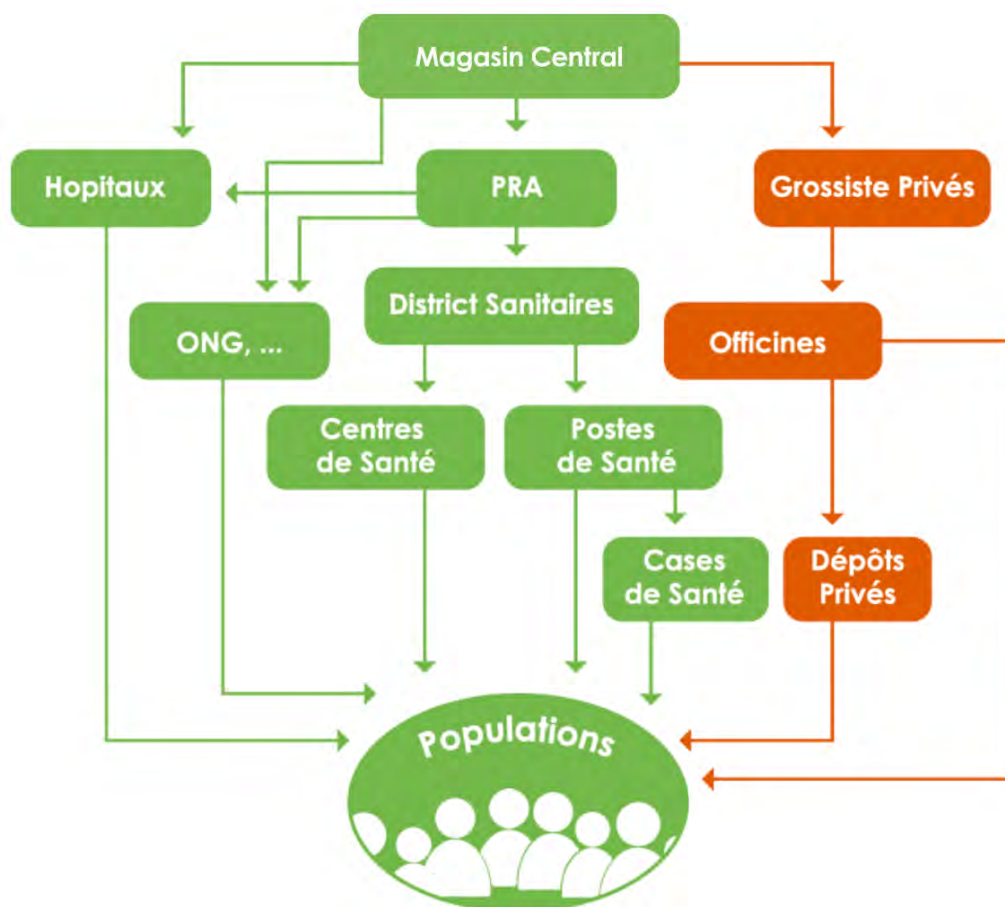 Magasin Central
Hopitaux
PRA
Grossiste Privés
ONG, ...
District Sanitaires
Officines
Centres
de Santé
Postes
de Santé
Cases
de Santé
Dépôts
Privés
Populations